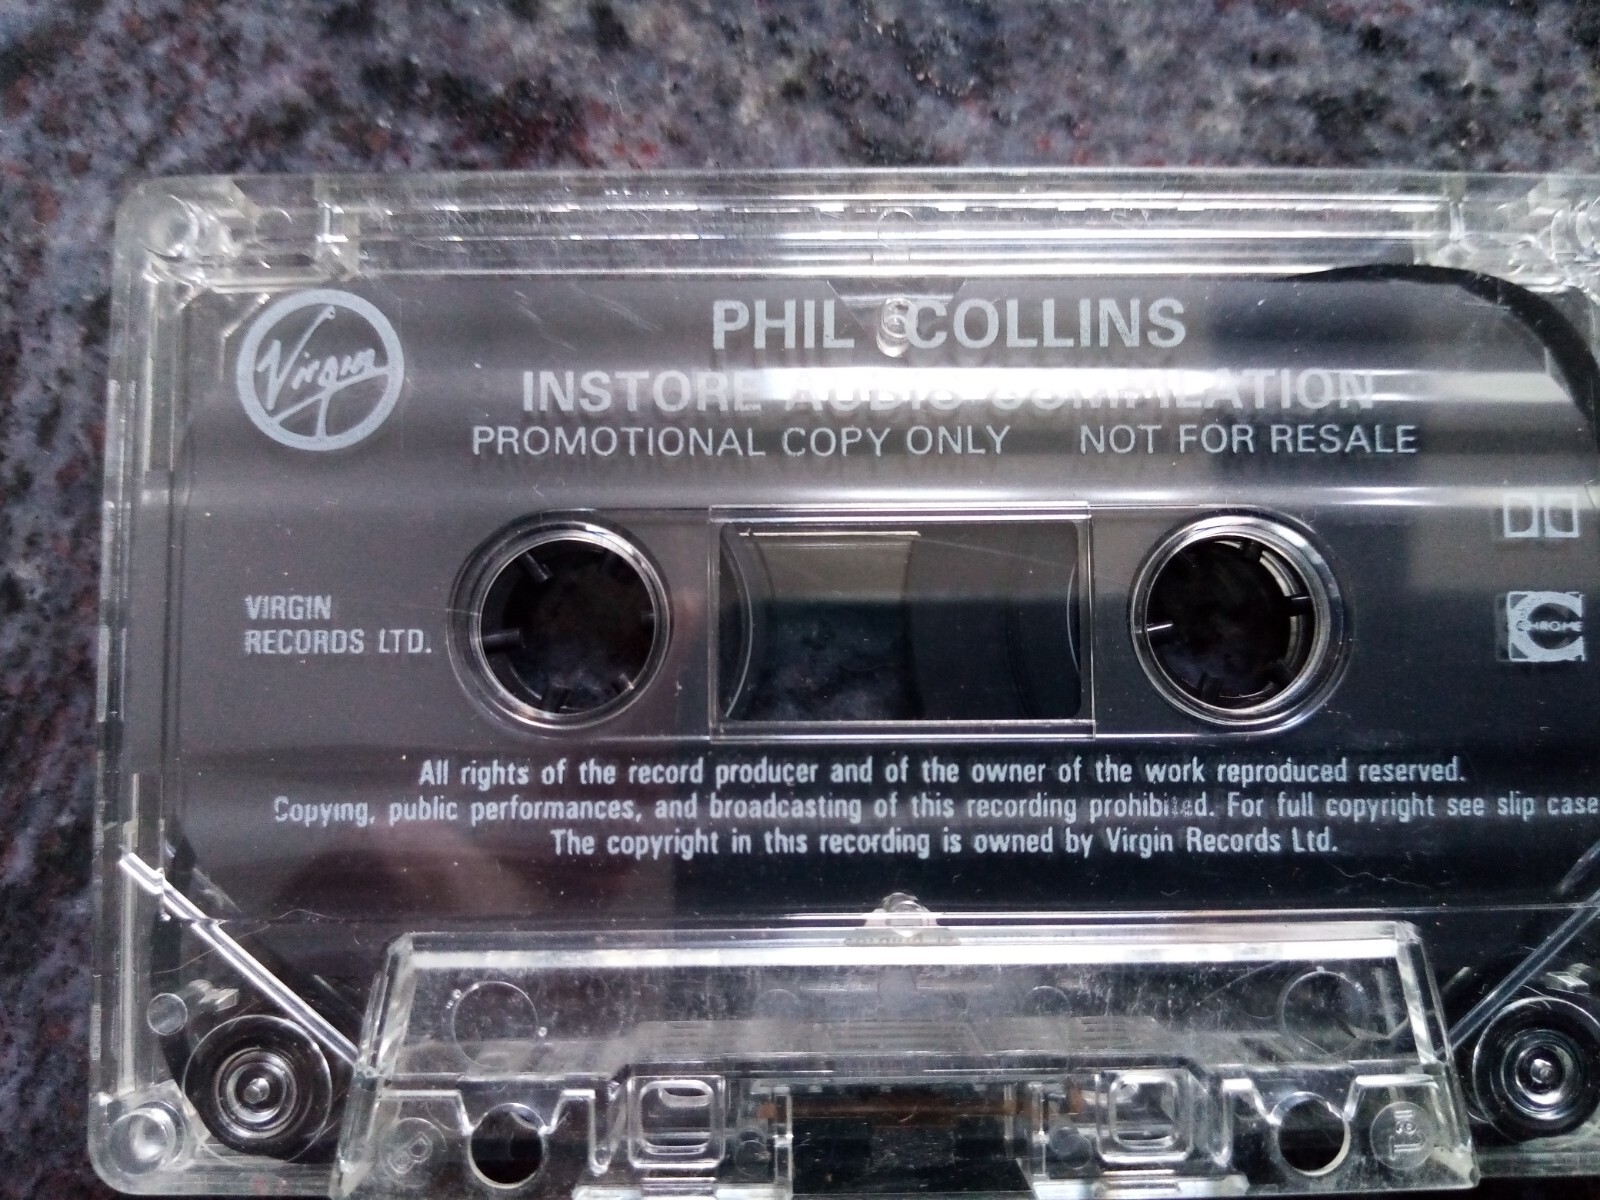 Virgin
PHIL COLLINS
INSTORE AUDIO COMPILATION
PROMOTIONAL COPY ONLY NOT FOR RESALE
VIRGIN
RECORDS LTD.
CHROME
All rights of the record producer and of the owner of the work reproduced reserved.
Copying, public performances, and broadcasting of this recording prohibited. For full copyright see slip case
The copyright in this recording is owned by Virgin Records Ltd.